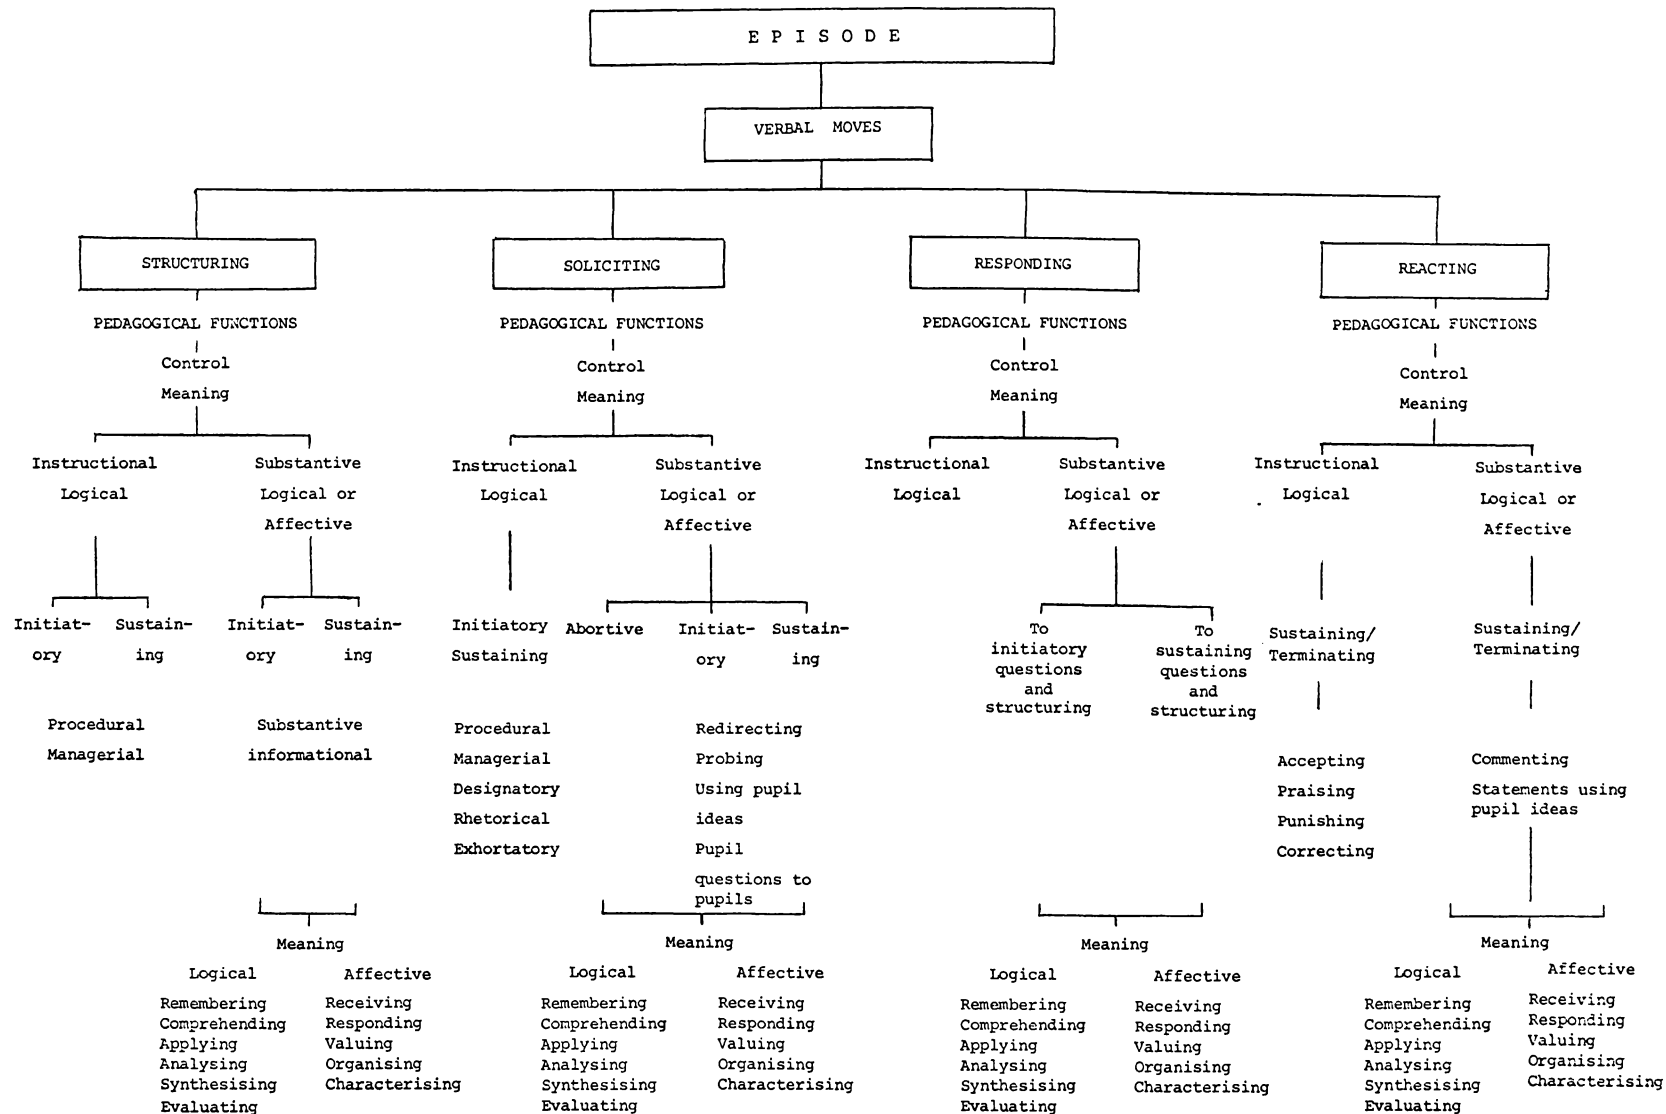 E P I S O D E
VERBAL MOVES
STRUCTURING
SOLICITING
RESPONDING
REACTING
PEDAGOGICAL FUNCTIONS
Control
Meaning
Instructional
Logical
Substantive
Logical or
Affective
Initiat-
ory
Sustain-
ing
Initiat-
ory
Sustain-
ing
Procedural
Managerial
Substantive
informational
Meaning
Logical
Remembering
Comprehending
Applying
Analysing
Synthesising
Evaluating
Affective
Receiving
Responding
Valuing
Organising
Characterising
PEDAGOGICAL FUNCTIONS
Control
Meaning
Instructional
Logical
Substantive
Logical or
Affective
Initiatory
Sustaining
Abortive
Initiat-
ory
Sustain-
ing
Procedural
Managerial
Designatory
Rhetorical
Exhortatory
Redirecting
Probing
Using pupil
ideas
Pupil
questions to
pupils
Meaning
Logical
Remembering
Comprehending
Applying
Analysing
Synthesising
Evaluating
Affective
Receiving
Responding
Valuing
Organising
Characterising
PEDAGOGICAL FUNCTIONS
Control
Meaning
Instructional
Logical
Substantive
Logical or
Affective
To
initiatory
questions
and
structuring
To
sustaining
questions
and
structuring
Meaning
Logical
Remembering
Comprehending
Applying
Analysing
Synthesising
Evaluating
Affective
Receiving
Responding
Valuing
Organising
Characterising
PEDAGOGICAL FUNCTIONS
Control
Meaning
Instructional
Logical
Substantive
Logical or
Affective
Sustaining/
Terminating
Sustaining/
Terminating
Accepting
Praising
Punishing
Correcting
Commenting
Statements using
pupil ideas
Meaning
Logical
Remembering
Comprehending
Applying
Analysing
Synthesising
Evaluating
Affective
Receiving
Responding
Valuing
Organising
Characterising